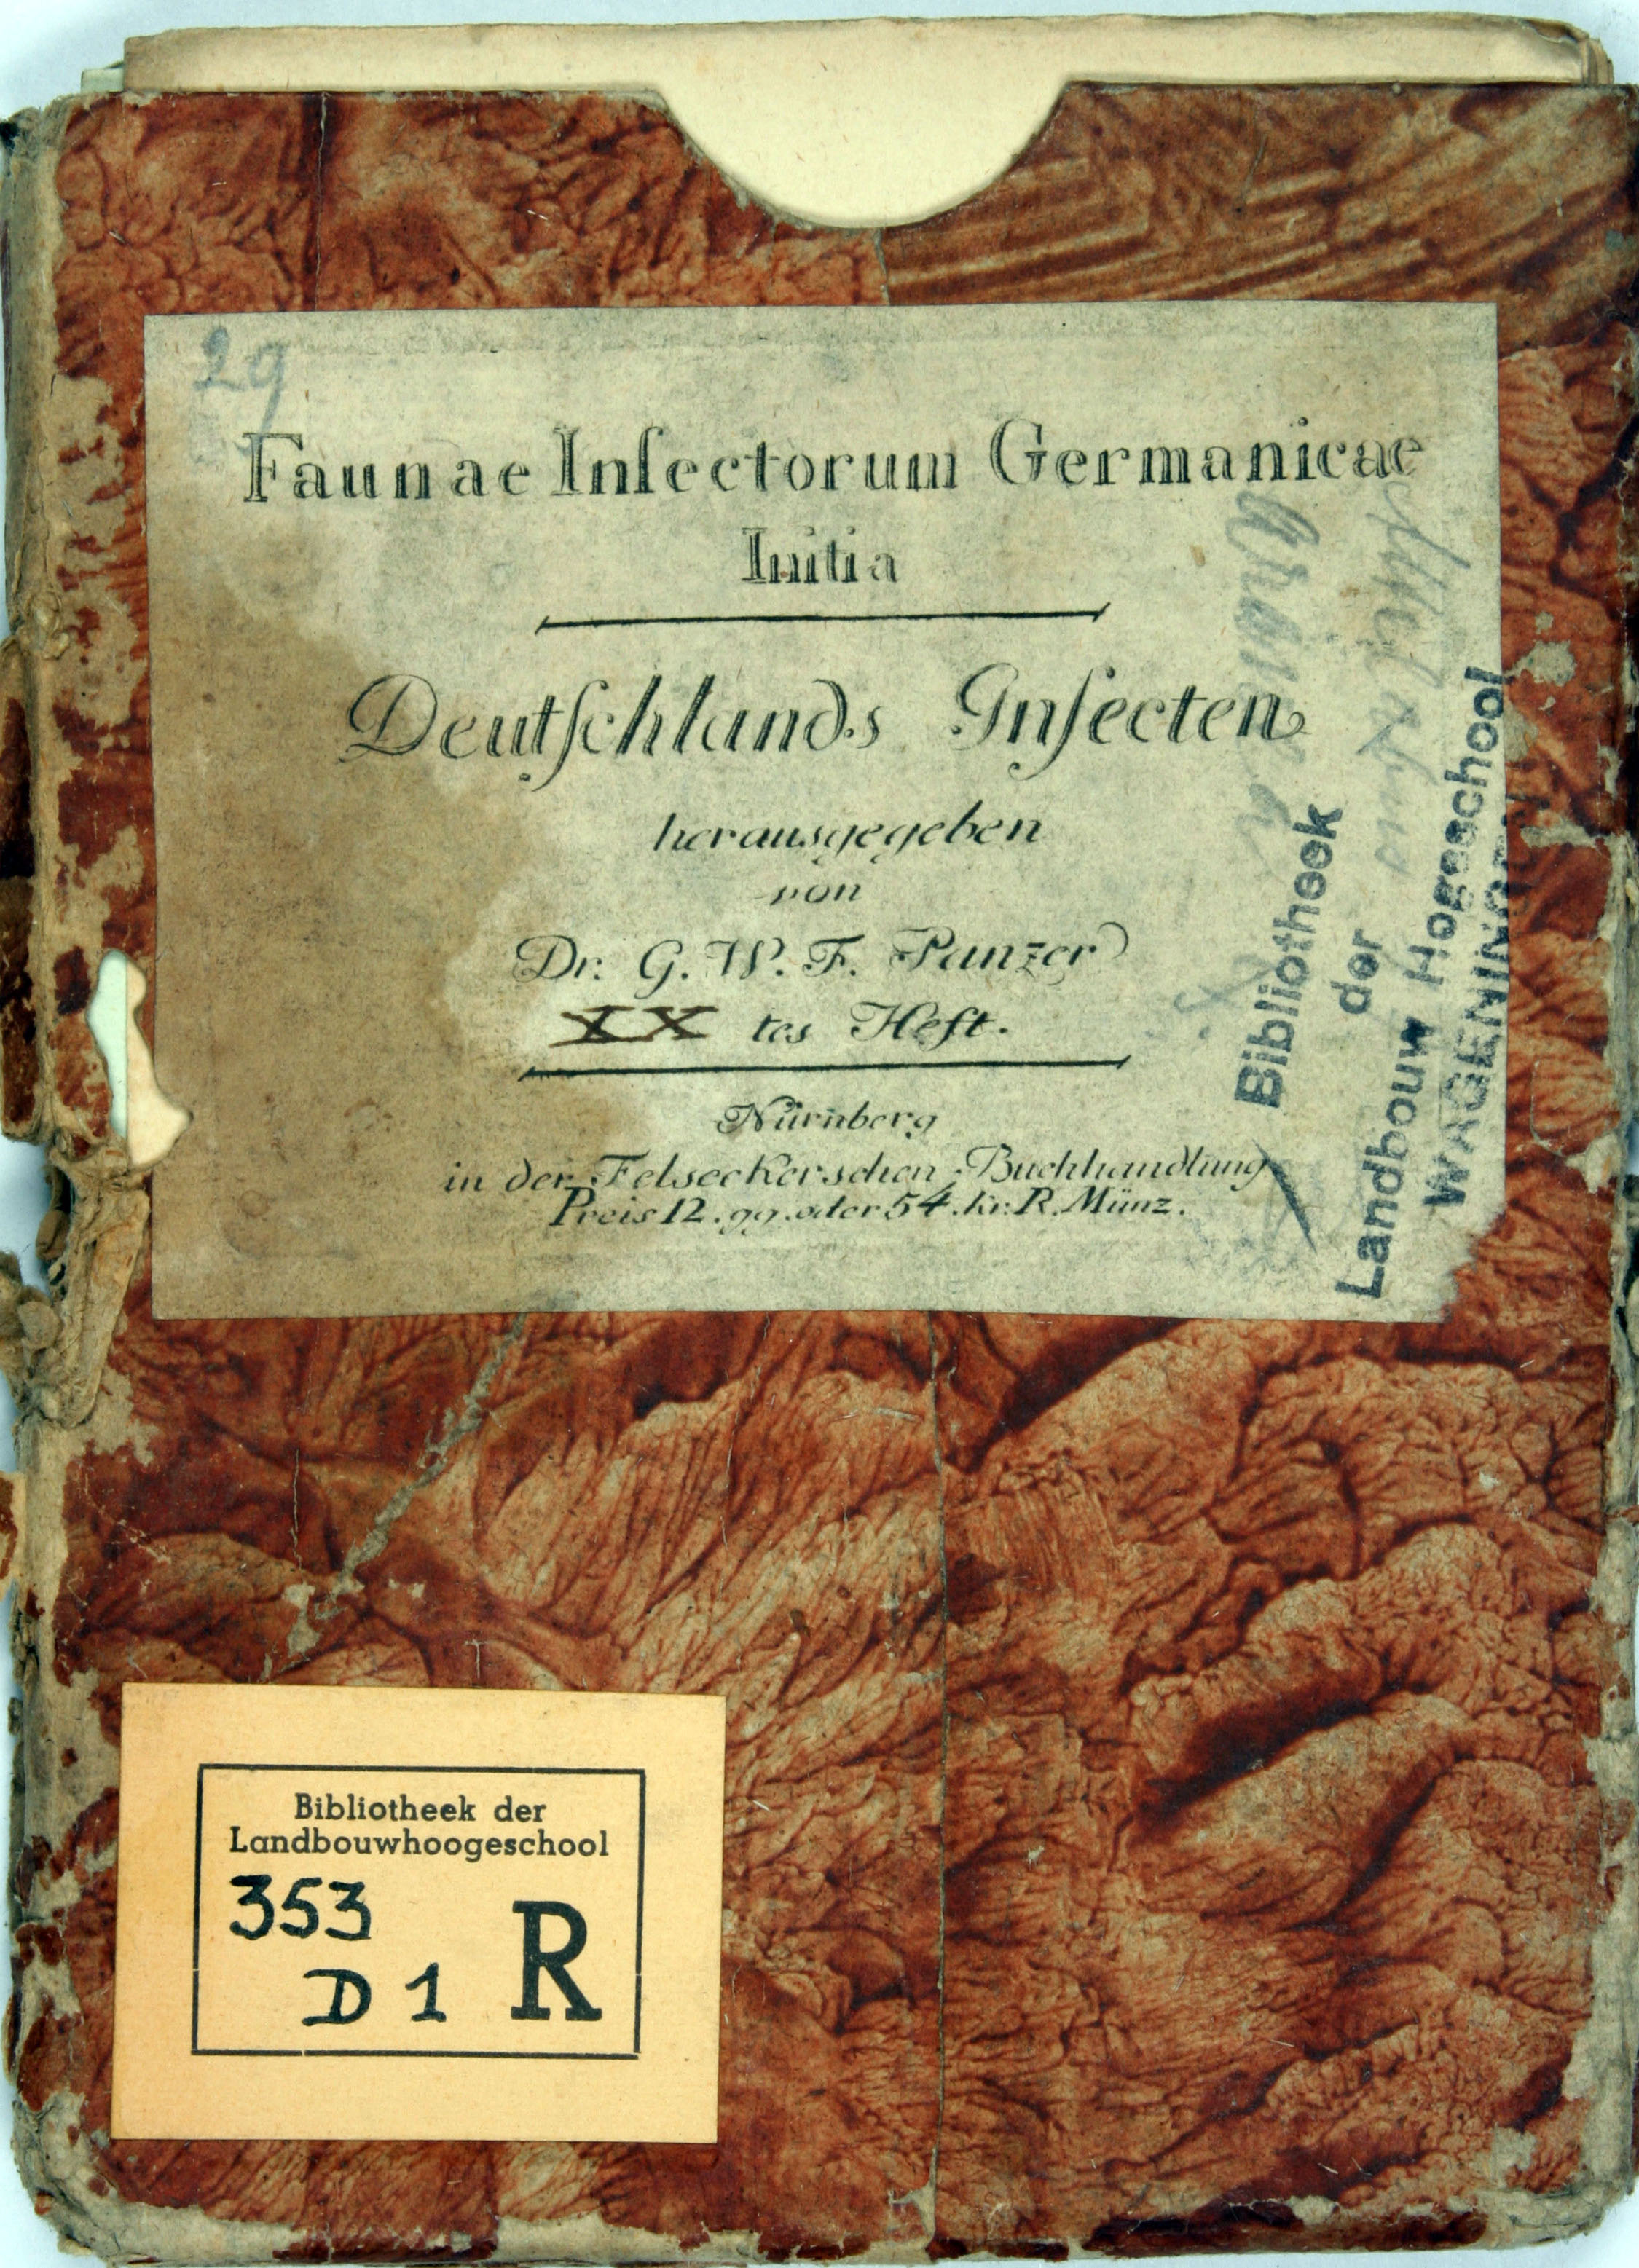 29
Faunae Inſectorum Germanicae
Initia
Deutſchlands Inſecten
herausgegeben
von
Dr. G. W. F. Panzer
XX tes Heft.
Nürnberg
in der Felseckerschen Buchhandlung
Preis 12. gg. oder 54. kr. R. Münz.
Bibliotheek
der
Landbouw Hogeschool
WAGENINGEN
Bibliotheek der
Landbouwhoogeschool
353
D 1 R